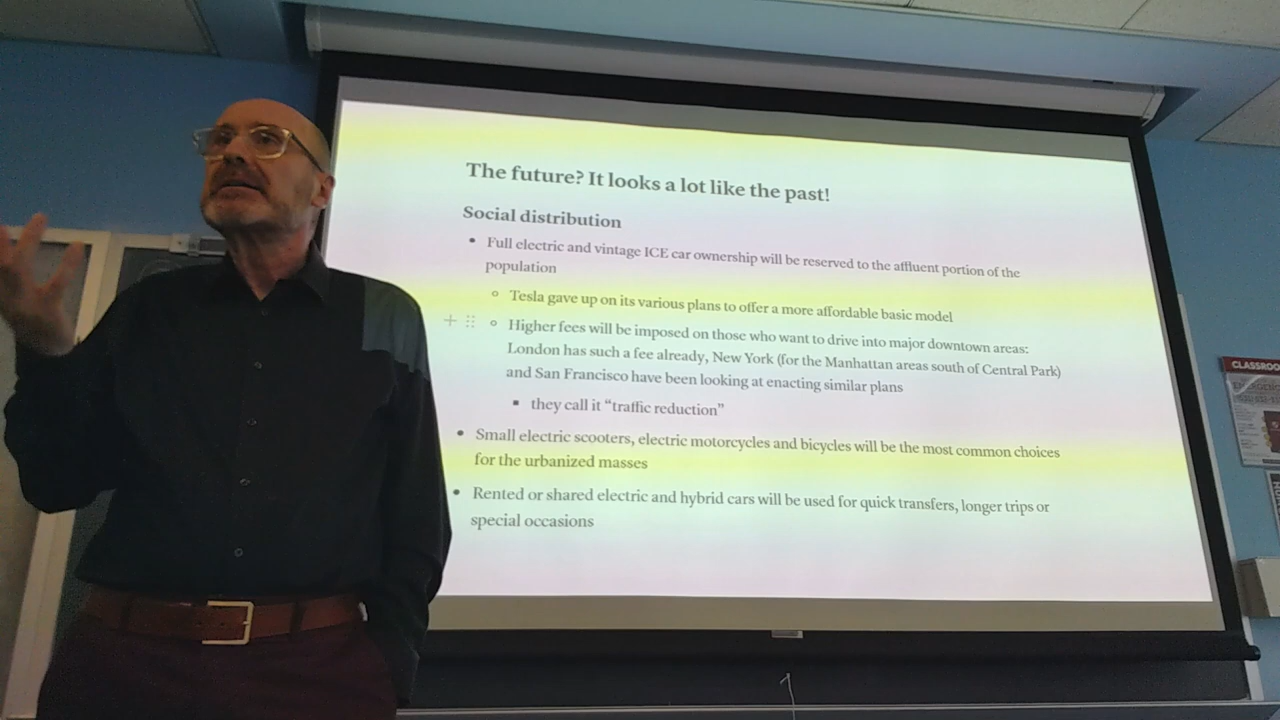 The future? It looks a lot like the past!
Social distribution
• Full electric and vintage ICE car ownership will be reserved to the affluent portion of the
population
◦ Tesla gave up on its various plans to offer a more affordable basic model
◦ Higher fees will be imposed on those who want to drive into major downtown areas:
London has such a fee already, New York (for the Manhattan areas south of Central Park)
and San Francisco have been looking at enacting similar plans
▪ they call it “traffic reduction”
• Small electric scooters, electric motorcycles and bicycles will be the most common choices
for the urbanized masses
• Rented or shared electric and hybrid cars will be used for quick transfers, longer trips or
special occasions
CLASSROO